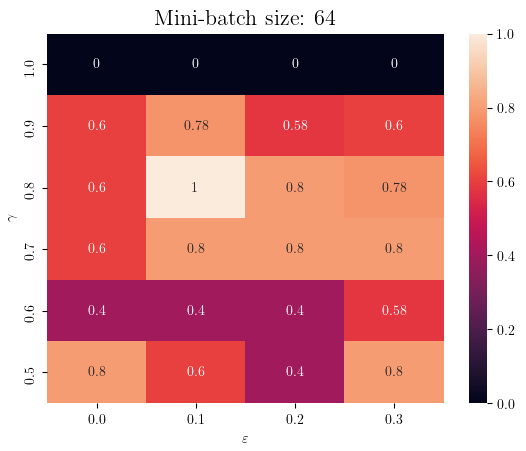 Mini-batch size: 64
1.0 0 0 0 0 1.0
0.9 0.6 0.78 0.58 0.6 0.8
0.8 0.6 1 0.8 0.78 0.6
γ
0.7 0.6 0.8 0.8 0.8 0.4
0.6 0.4 0.4 0.4 0.58 0.2
0.5 0.8 0.6 0.4 0.8 0.0
0.0 0.1 0.2 0.3
ε